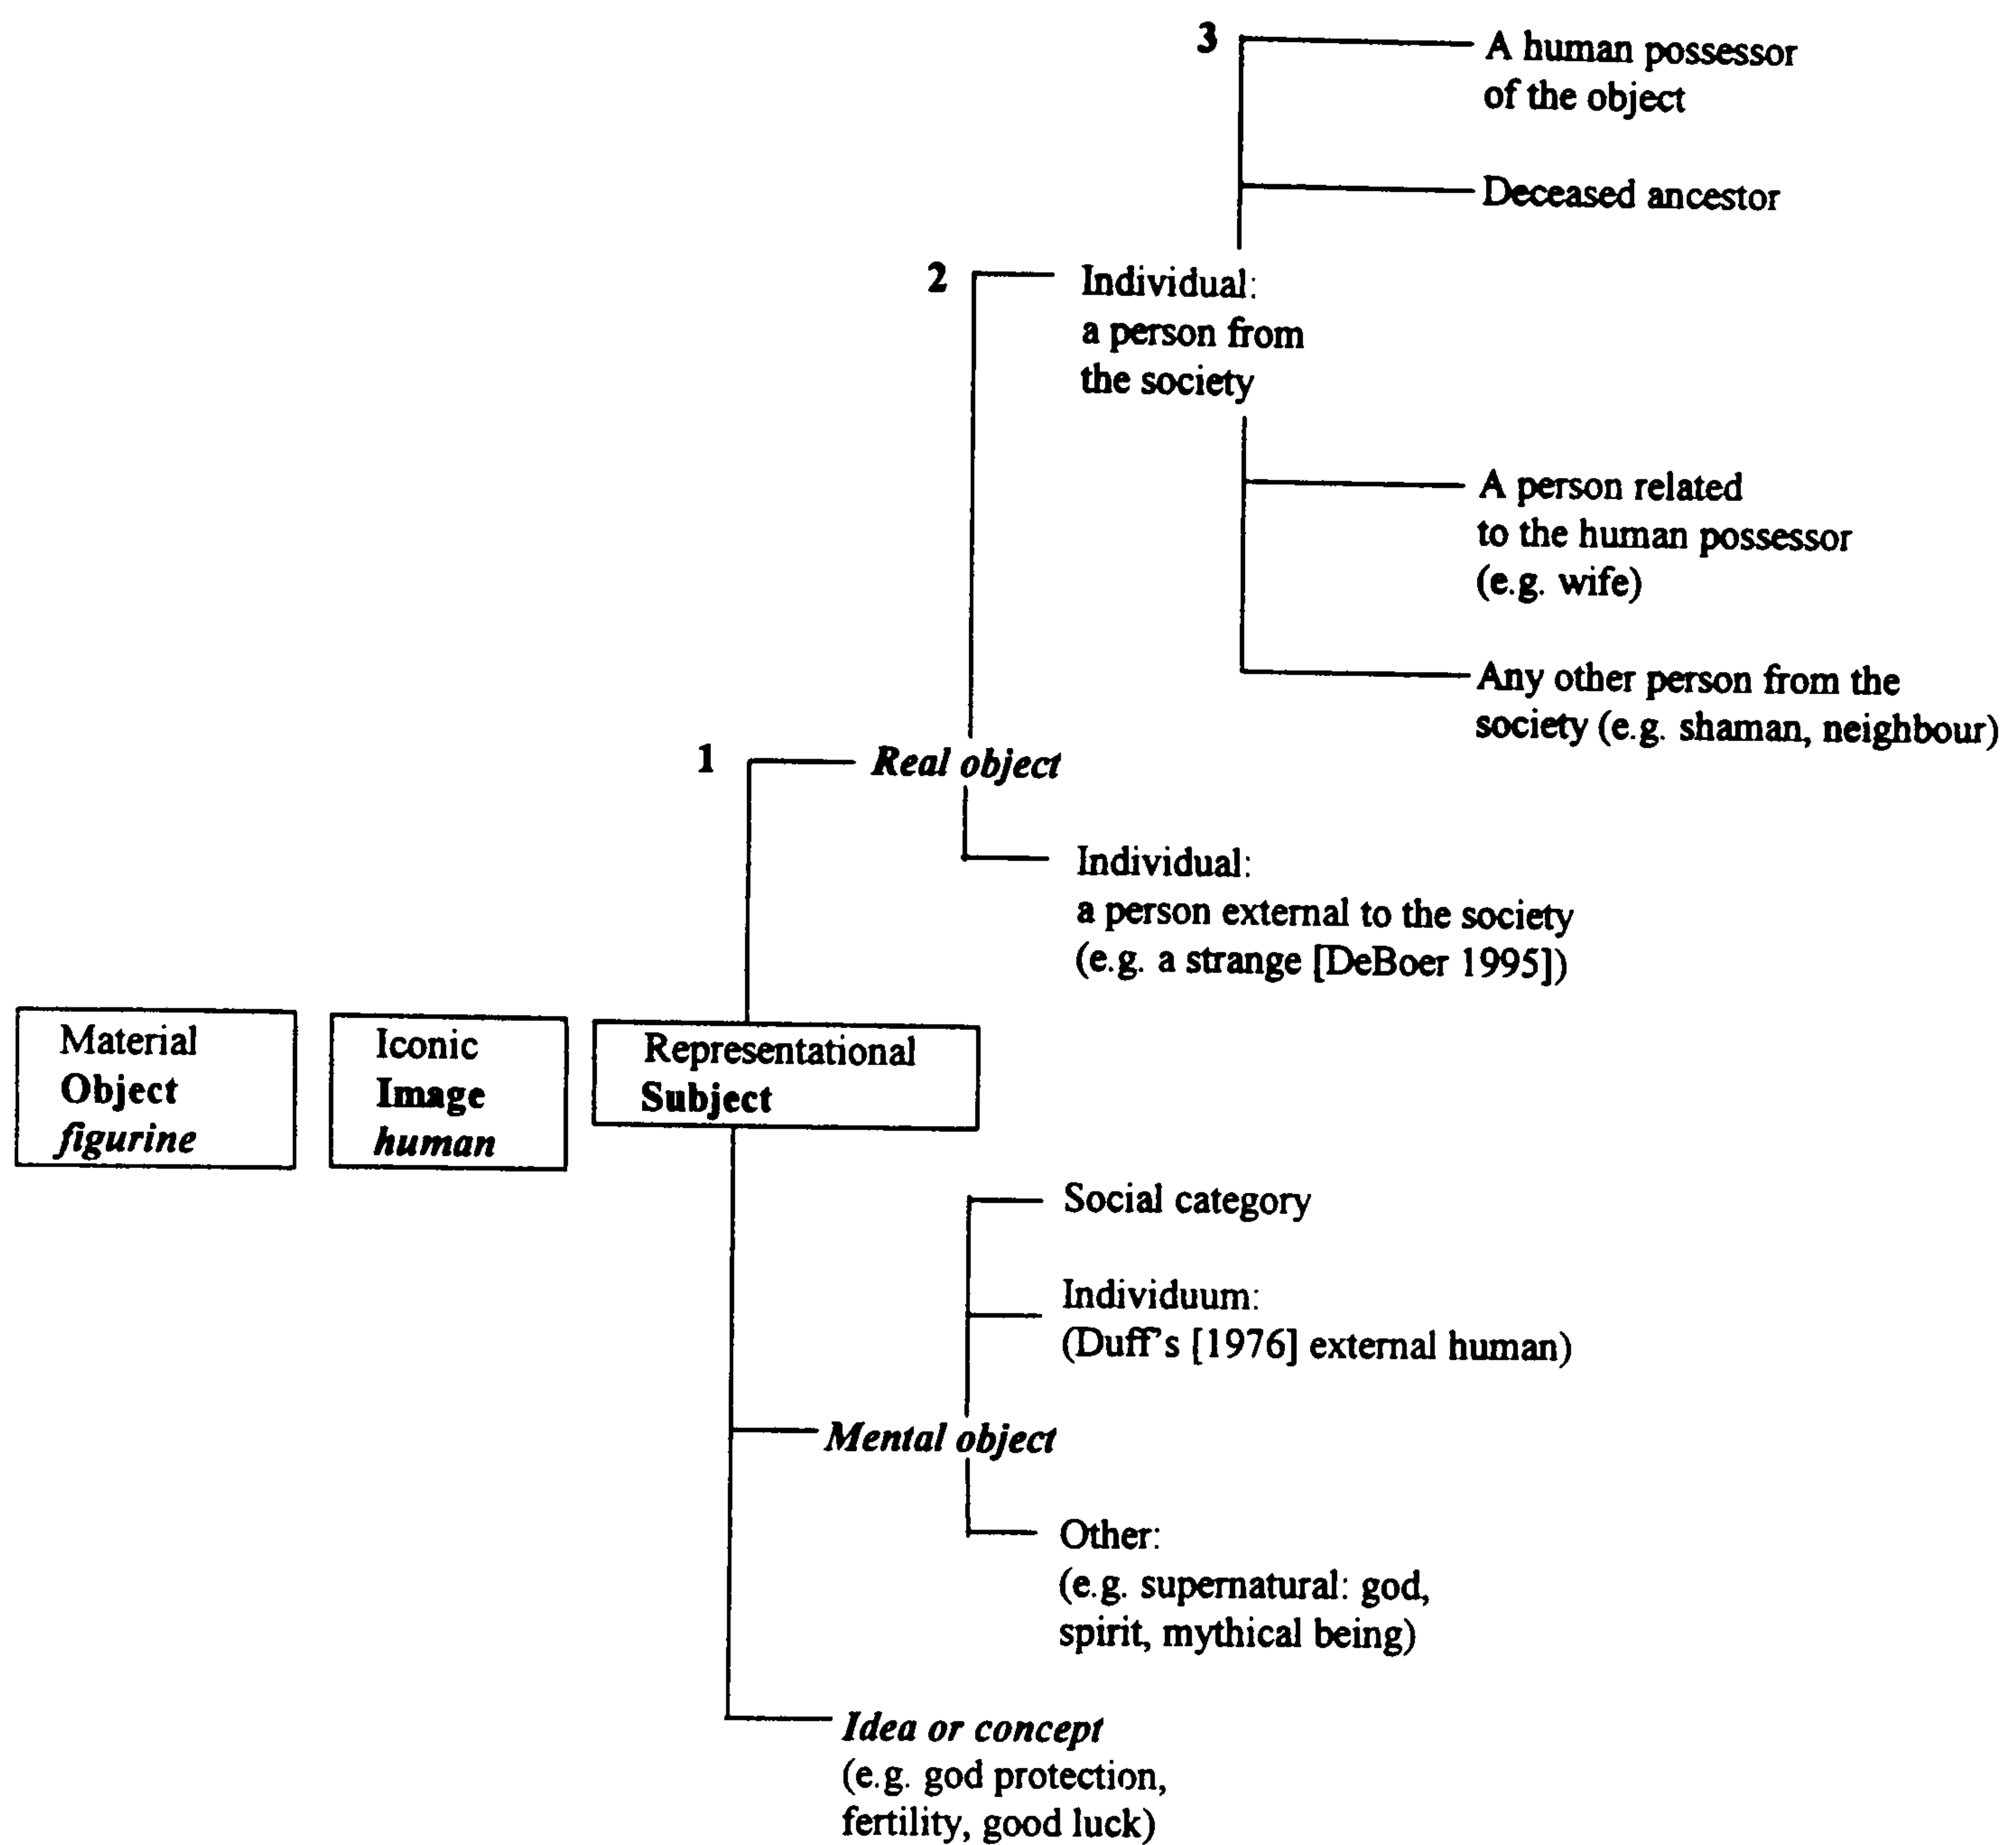 3
A human possessor
of the object
Deceased ancestor
2
Individual:
a person from
the society
A person related
to the human possessor
(e.g. wife)
Any other person from the
society (e.g. shaman, neighbour)
1
Real object
Individual:
a person external to the society
(e.g. a strange [DeBoer 1995])
Material
Object
figurine
Iconic
Image
human
Representational
Subject
Social category
Individuum:
(Duff's [1976] external human)
Mental object
Other:
(e.g. supernatural: god,
spirit, mythical being)
Idea or concept
(e.g. god protection,
fertility, good luck)